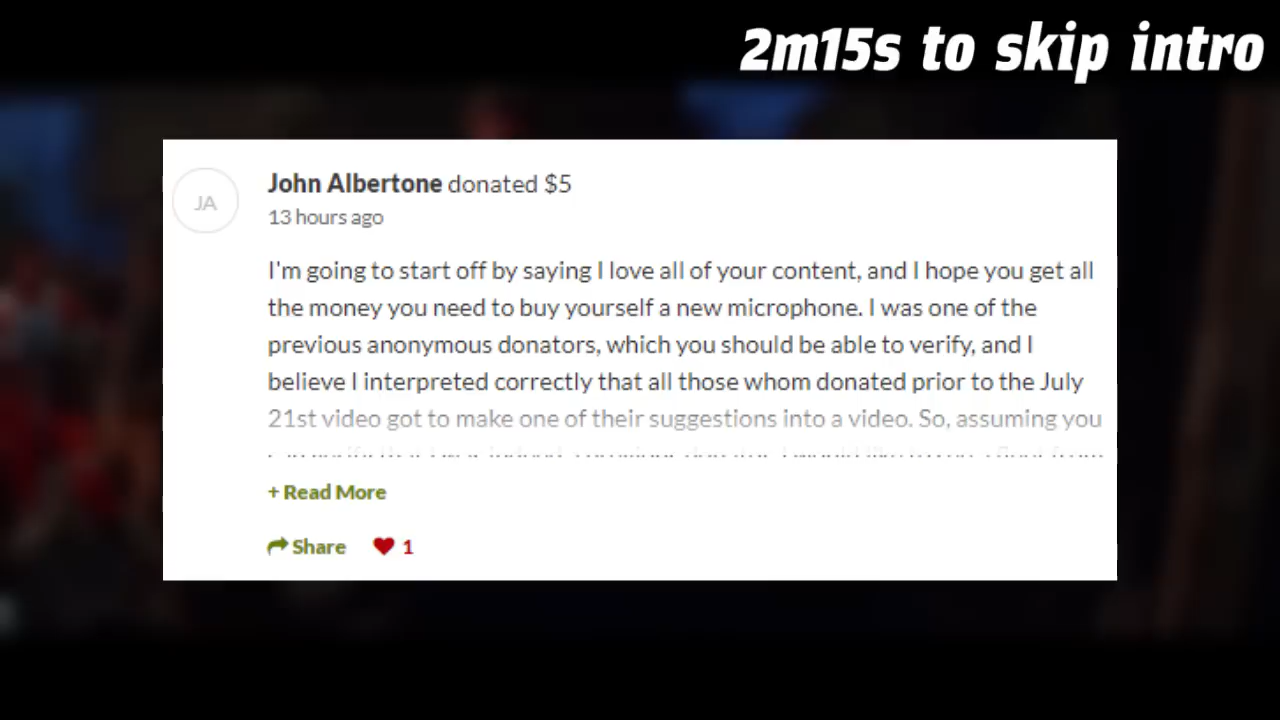 2m15s to skip intro
JA
John Albertone donated $5
13 hours ago
I'm going to start off by saying I love all of your content, and I hope you get all
the money you need to buy yourself a new microphone. I was one of the
previous anonymous donators, which you should be able to verify, and I
believe I interpreted correctly that all those whom donated prior to the July
21st video got to make one of their suggestions into a video. So, assuming you
+ Read More
Share
1